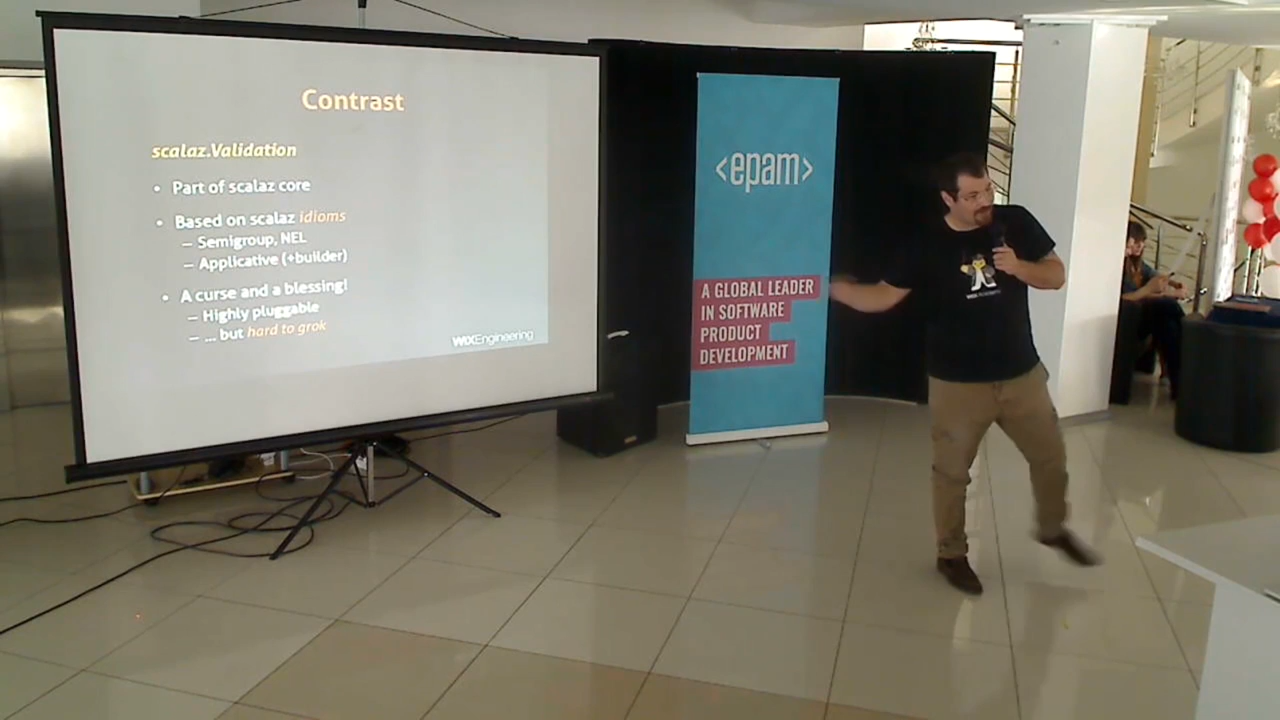 Contrast
scalaz.Validation
• Part of scalaz core
• Based on scalaz idioms
– Semigroup, NEL
– Applicative (+builder)
• A curse and a blessing!
– Highly pluggable
– ... but hard to grok
WIXEngineering
<epam>
A GLOBAL LEADER
IN SOFTWARE
PRODUCT
DEVELOPMENT